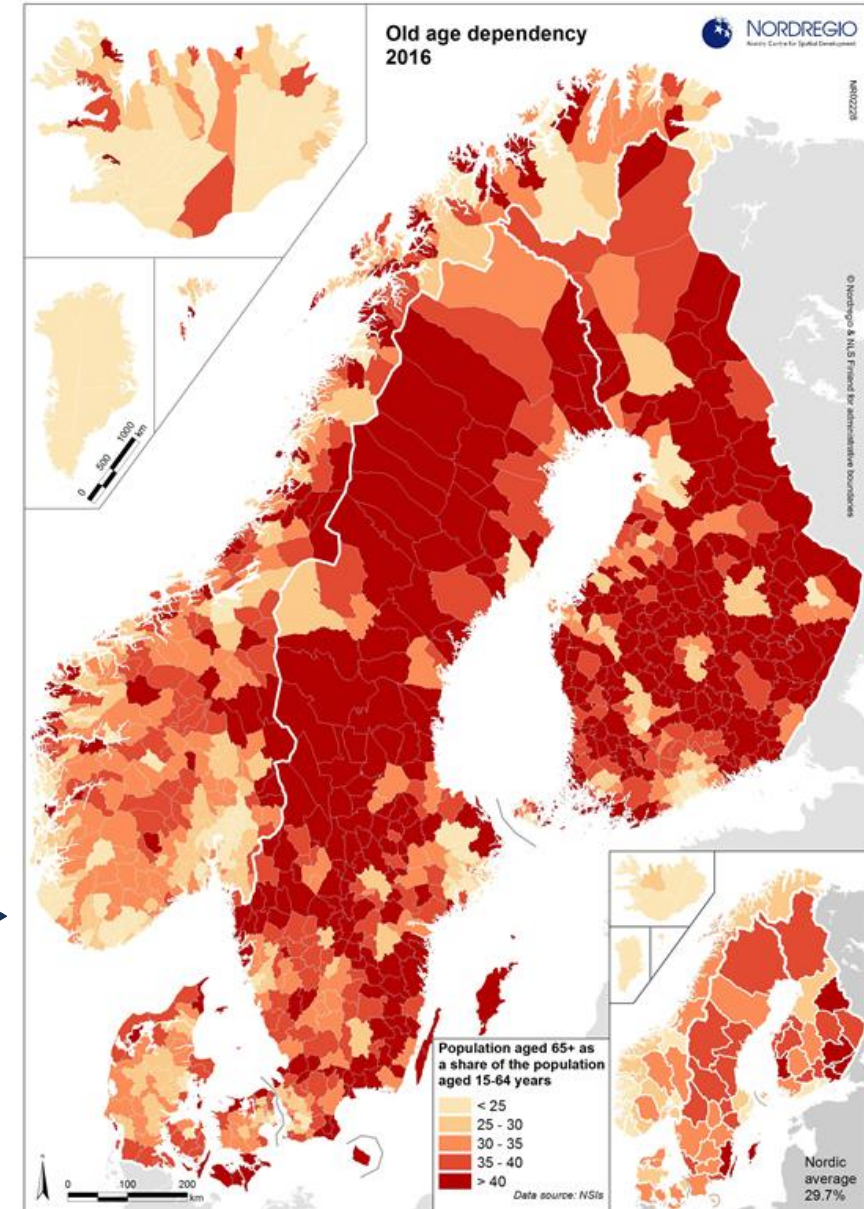 Old age dependency
2016
NORDREGIO
Nordic Centre for Spatial Development
NR02228
© Nordregio & NLS Finland for administrative boundaries
0 500 1000
km
Population aged 65+ as
a share of the population
aged 15-64 years
< 25
25 - 30
30 - 35
35 - 40
> 40
Data source: NSIs
0 100 200
km
Nordic
average
29.7%